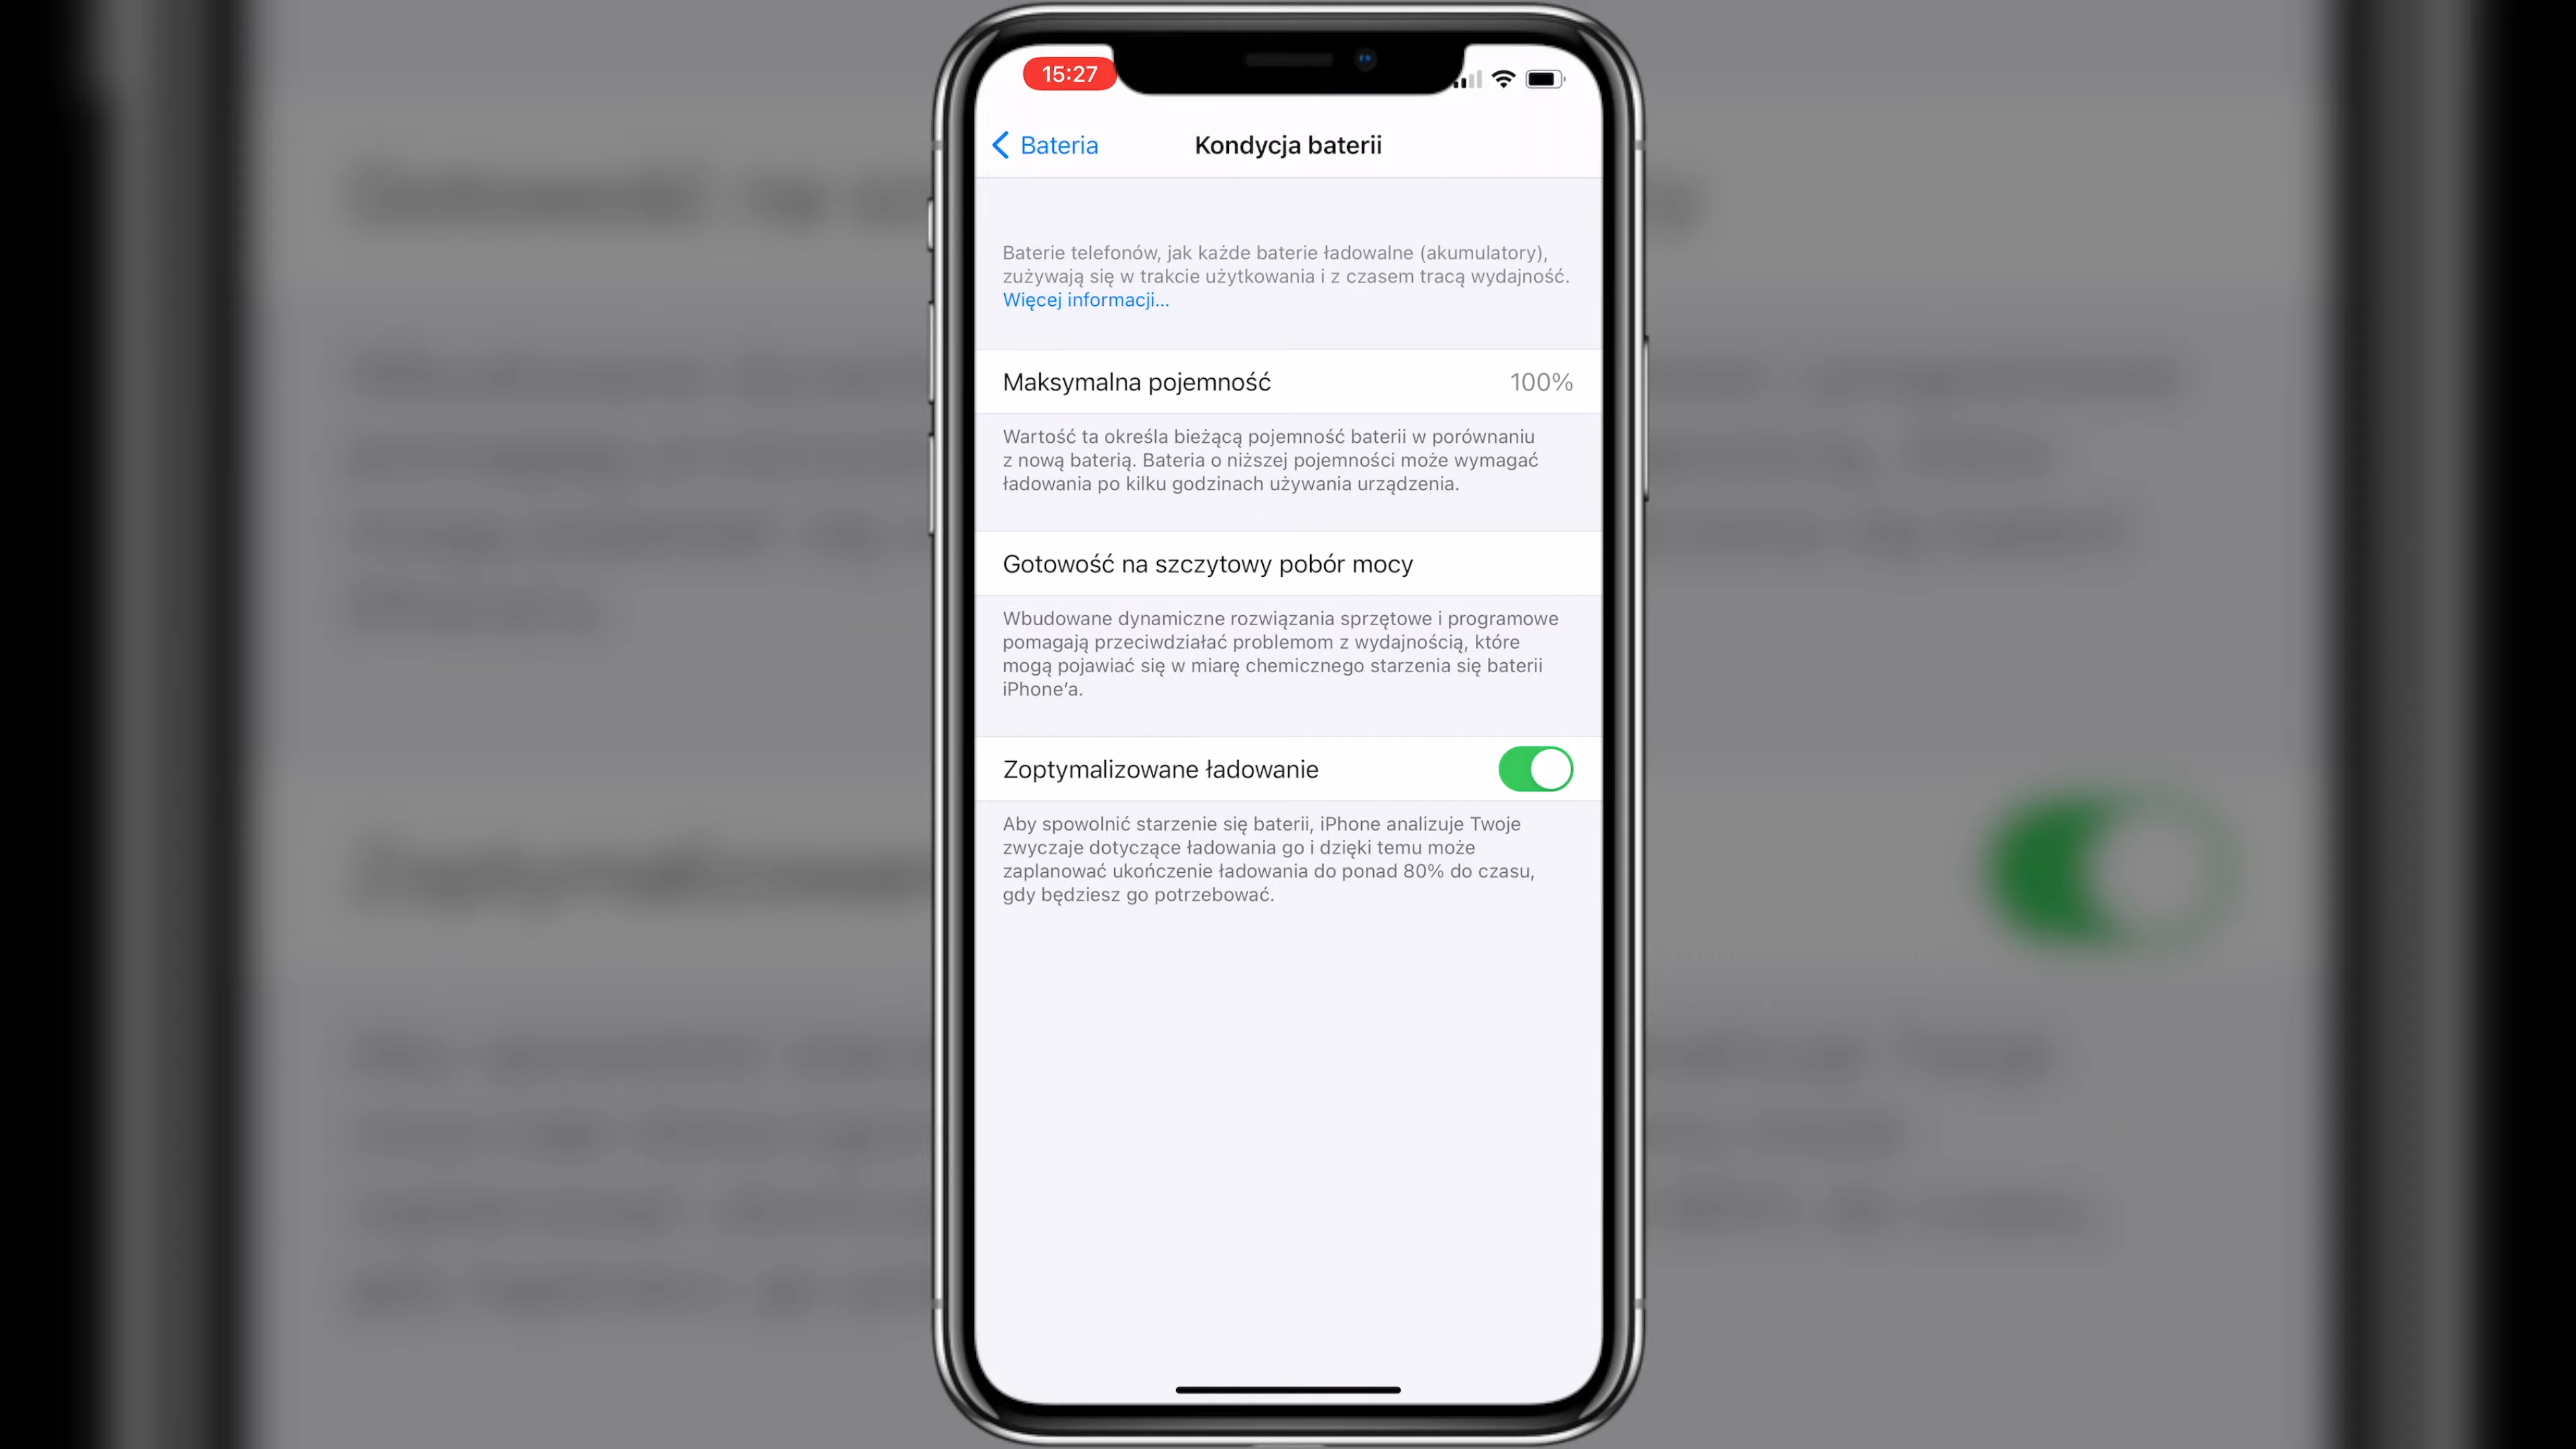 15:27
Bateria
Kondycja baterii
Baterie telefonów, jak każde baterie ładowalne (akumulatory),
zużywają się w trakcie użytkowania i z czasem tracą wydajność.
Więcej informacji...
Maksymalna pojemność 100%
Wartość ta określa bieżącą pojemność baterii w porównaniu
z nową baterią. Bateria o niższej pojemności może wymagać
ładowania po kilku godzinach używania urządzenia.
Gotowość na szczytowy pobór mocy
Wbudowane dynamiczne rozwiązania sprzętowe i programowe
pomagają przeciwdziałać problemom z wydajnością, które
mogą pojawiać się w miarę chemicznego starzenia się baterii
iPhone‘a.
Zoptymalizowane ładowanie
Aby spowolnić starzenie się baterii, iPhone analizuje Twoje
zwyczaje dotyczące ładowania go i dzięki temu może
zaplanować ukończenie ładowania do ponad 80% do czasu,
gdy będziesz go potrzebować.